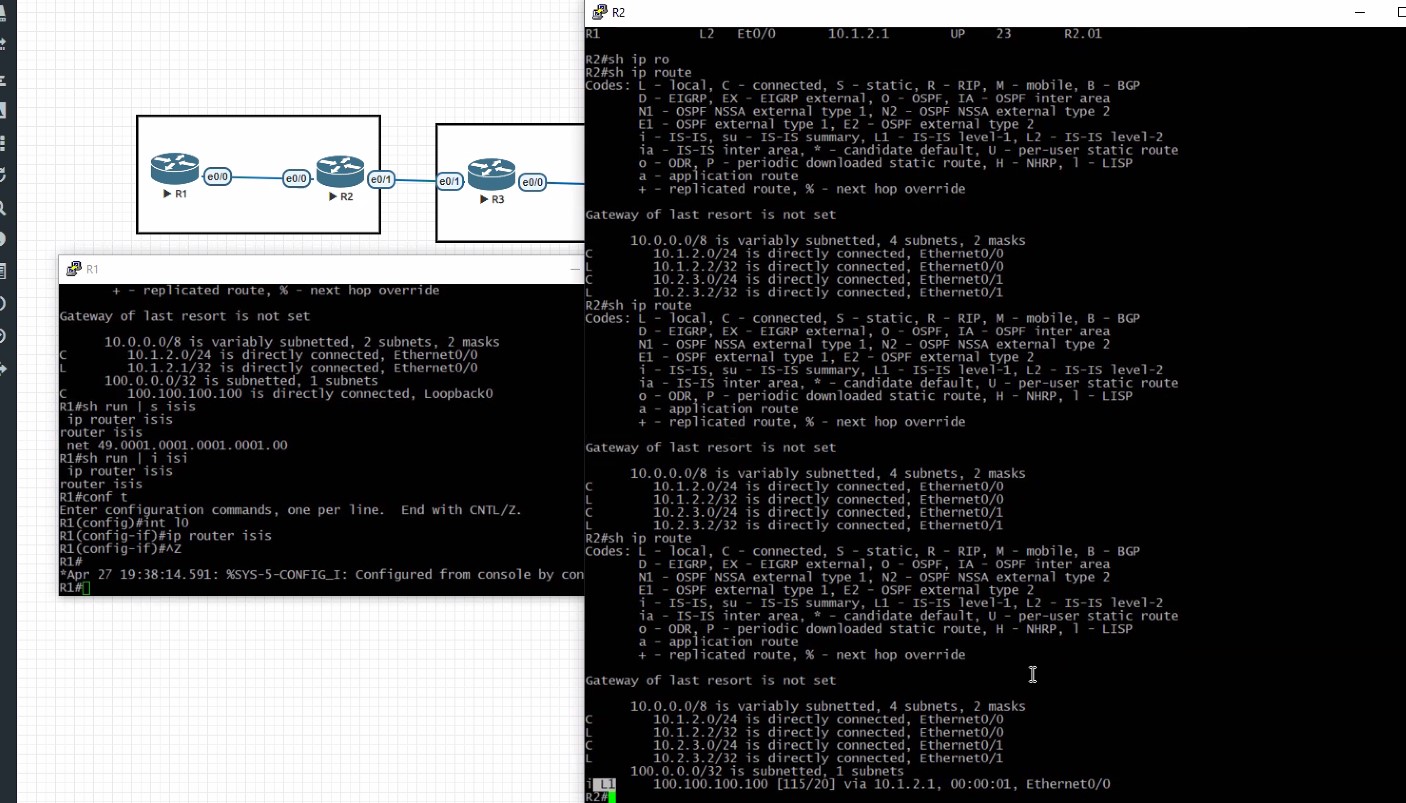 R2
R1 L2 Et0/0 10.1.2.1 UP 23 R2.01
R2#sh ip ro
R2#sh ip route
Codes: L - local, C - connected, S - static, R - RIP, M - mobile, B - BGP
D - EIGRP, EX - EIGRP external, O - OSPF, IA - OSPF inter area
N1 - OSPF NSSA external type 1, N2 - OSPF NSSA external type 2
E1 - OSPF external type 1, E2 - OSPF external type 2
i - IS-IS, su - IS-IS summary, L1 - IS-IS level-1, L2 - IS-IS level-2
ia - IS-IS inter area, * - candidate default, U - per-user static route
o - ODR, P - periodic downloaded static route, H - NHRP, l - LISP
a - application route
+ - replicated route, % - next hop override
Gateway of last resort is not set
10.0.0.0/8 is variably subnetted, 4 subnets, 2 masks
C 10.1.2.0/24 is directly connected, Ethernet0/0
L 10.1.2.2/32 is directly connected, Ethernet0/0
C 10.2.3.0/24 is directly connected, Ethernet0/1
L 10.2.3.2/32 is directly connected, Ethernet0/1
R2#sh ip route
Codes: L - local, C - connected, S - static, R - RIP, M - mobile, B - BGP
D - EIGRP, EX - EIGRP external, O - OSPF, IA - OSPF inter area
N1 - OSPF NSSA external type 1, N2 - OSPF NSSA external type 2
E1 - OSPF external type 1, E2 - OSPF external type 2
i - IS-IS, su - IS-IS summary, L1 - IS-IS level-1, L2 - IS-IS level-2
ia - IS-IS inter area, * - candidate default, U - per-user static route
o - ODR, P - periodic downloaded static route, H - NHRP, l - LISP
a - application route
+ - replicated route, % - next hop override
Gateway of last resort is not set
10.0.0.0/8 is variably subnetted, 4 subnets, 2 masks
C 10.1.2.0/24 is directly connected, Ethernet0/0
L 10.1.2.2/32 is directly connected, Ethernet0/0
C 10.2.3.0/24 is directly connected, Ethernet0/1
L 10.2.3.2/32 is directly connected, Ethernet0/1
R2#sh ip route
Codes: L - local, C - connected, S - static, R - RIP, M - mobile, B - BGP
D - EIGRP, EX - EIGRP external, O - OSPF, IA - OSPF inter area
N1 - OSPF NSSA external type 1, N2 - OSPF NSSA external type 2
E1 - OSPF external type 1, E2 - OSPF external type 2
i - IS-IS, su - IS-IS summary, L1 - IS-IS level-1, L2 - IS-IS level-2
ia - IS-IS inter area, * - candidate default, U - per-user static route
o - ODR, P - periodic downloaded static route, H - NHRP, l - LISP
a - application route
+ - replicated route, % - next hop override
Gateway of last resort is not set
10.0.0.0/8 is variably subnetted, 4 subnets, 2 masks
C 10.1.2.0/24 is directly connected, Ethernet0/0
L 10.1.2.2/32 is directly connected, Ethernet0/0
C 10.2.3.0/24 is directly connected, Ethernet0/1
L 10.2.3.2/32 is directly connected, Ethernet0/1
100.0.0.0/32 is subnetted, 1 subnets
i L1 100.100.100.100 [115/20] via 10.1.2.1, 00:00:01, Ethernet0/0
R2#
e0/0 e0/0 e0/1 e0/1 e0/0
R1 R2 R3
R1
+ - replicated route, % - next hop override
Gateway of last resort is not set
10.0.0.0/8 is variably subnetted, 2 subnets, 2 masks
C 10.1.2.0/24 is directly connected, Ethernet0/0
L 10.1.2.1/32 is directly connected, Ethernet0/0
100.0.0.0/32 is subnetted, 1 subnets
C 100.100.100.100 is directly connected, Loopback0
R1#sh run | s isis
ip router isis
router isis
net 49.0001.0001.0001.0001.00
R1#sh run | i isi
ip router isis
router isis
R1#conf t
Enter configuration commands, one per line. End with CNTL/Z.
R1(config)#int l0
R1(config-if)#ip router isis
R1(config-if)#^Z
R1#
*Apr 27 19:38:14.591: %SYS-5-CONFIG_I: Configured from console by con
R1#